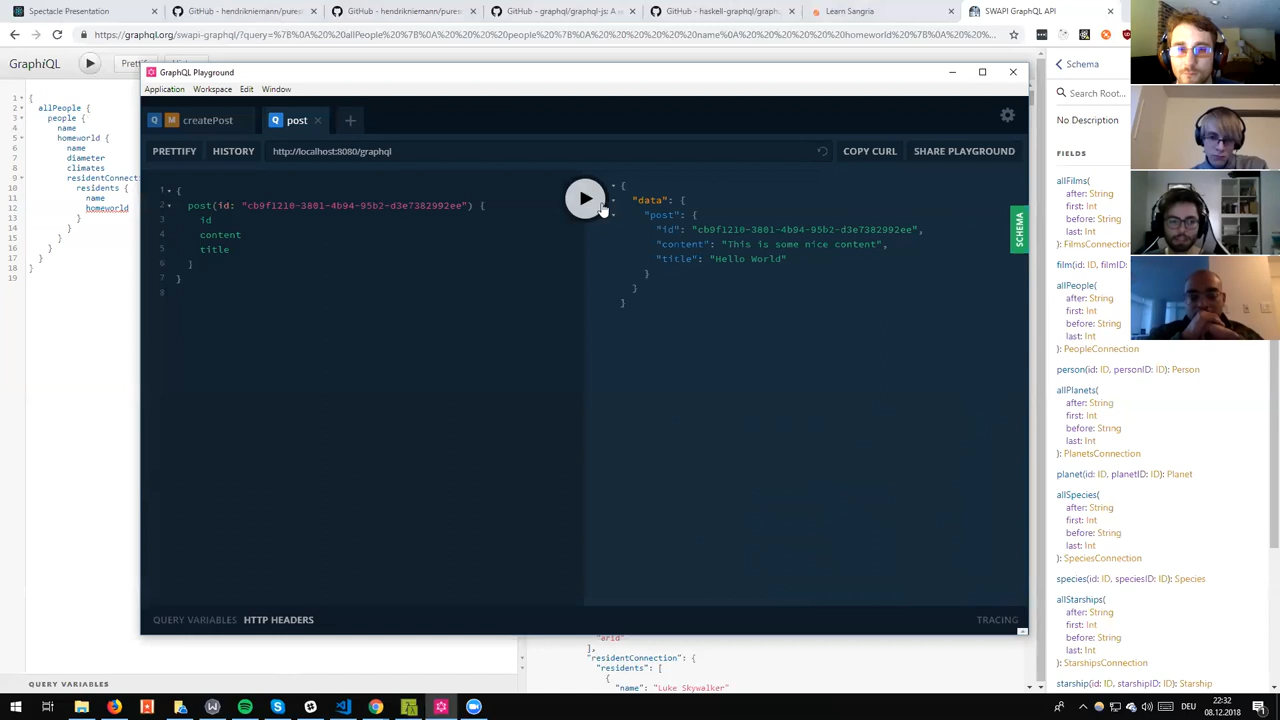 Spectacle Presentation
GitHub - hendrikniemann/pures
GitHub - hendrikniemann/pures
GitHub - graphql/graphql-js: A
GitHub - haskell-graphql/graph
Learn Sangria
SWAPI GraphQL API
https://graphql.org/swapi-graphql/?query=%7B%0A%20%20allPeople%20%7B%0A%20%20%20%20people%20%7B%0A%20%20%20%20%20%20name%0A%20%20%20%20%20%20homeworld%20%7B%0A%20%20%20%20%20%20%20%20...
GraphiQL
Prett
Schema
Search Root...
No Description
FIELDS
1 {
2 allPeople {
3 people {
4 name
5 homeworld {
6 name
7 diameter
8 climates
9 residentConnecti
10 residents {
11 name
12 homeworld
13 }
14 }
15 }
16 }
17 }
18 }
19
QUERY VARIABLES
GraphQL Playground
Application Workspace Edit Window
Q M createPost
Q post
PRETTIFY HISTORY http://localhost:8080/graphql COPY CURL SHARE PLAYGROUND
1 {
2 post(id: "cb9f1210-3801-4b94-95b2-d3e7382992ee")
3 id
4 content
5 title
6 }
7 }
8
{
"data": {
"post": {
"id": "cb9f1210-3801-4b94-95b2-d3e7382992ee",
"content": "This is some nice content",
"title": "Hello World"
}
}
}
SCHEMA
QUERY VARIABLES HTTP HEADERS TRACING
"arid"
],
"residentConnection": {
"residents": [
{
"name": "Luke Skywalker"
allFilms(
after: String
first: Int
before: String
last: Int
): FilmsConnection
film(id: ID, filmID:
allPeople(
after: String
first: Int
before: String
last: Int
): PeopleConnection
person(id: ID, personID: ID): Person
allPlanets(
after: String
first: Int
before: String
last: Int
): PlanetsConnection
planet(id: ID, planetID: ID): Planet
allSpecies(
after: String
first: Int
before: String
last: Int
): SpeciesConnection
species(id: ID, speciesID: ID): Species
allStarships(
after: String
first: Int
before: String
last: Int
): StarshipsConnection
starship(id: ID, starshipID: ID): Starship
DEU
22:32
08.12.2018